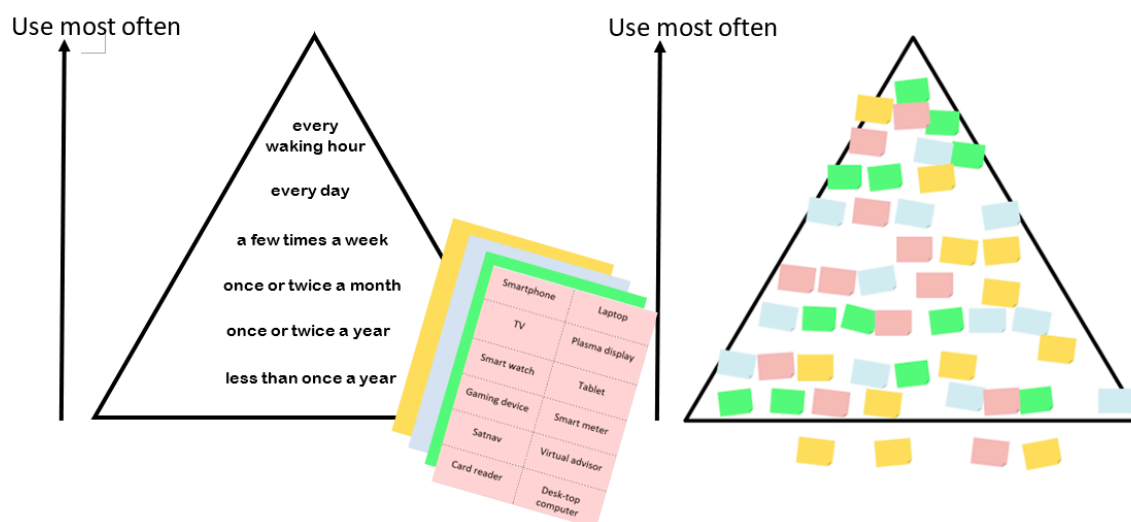 Use most often
every
waking hour
every day
a few times a week
once or twice a month
once or twice a year
less than once a year
Smartphone
Laptop
TV
Plasma display
Smart watch
Tablet
Gaming device
Smart meter
Satnav
Virtual advisor
Card reader
Desk-top
computer
Use most often